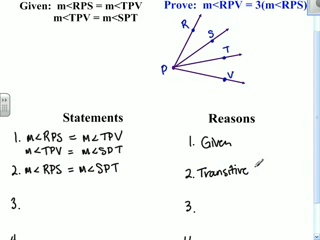 Given: m<RPS = m<TPV
m<TPV = m<SPT
Prove: m<RPV = 3(m<RPS)
R
S
T
P
V
Statements
Reasons
1. m∠RPS = m∠TPV
m∠TPV = m∠SPT
1. Given
2. m∠RPS = m∠SPT
2. Transitive
3.
3.